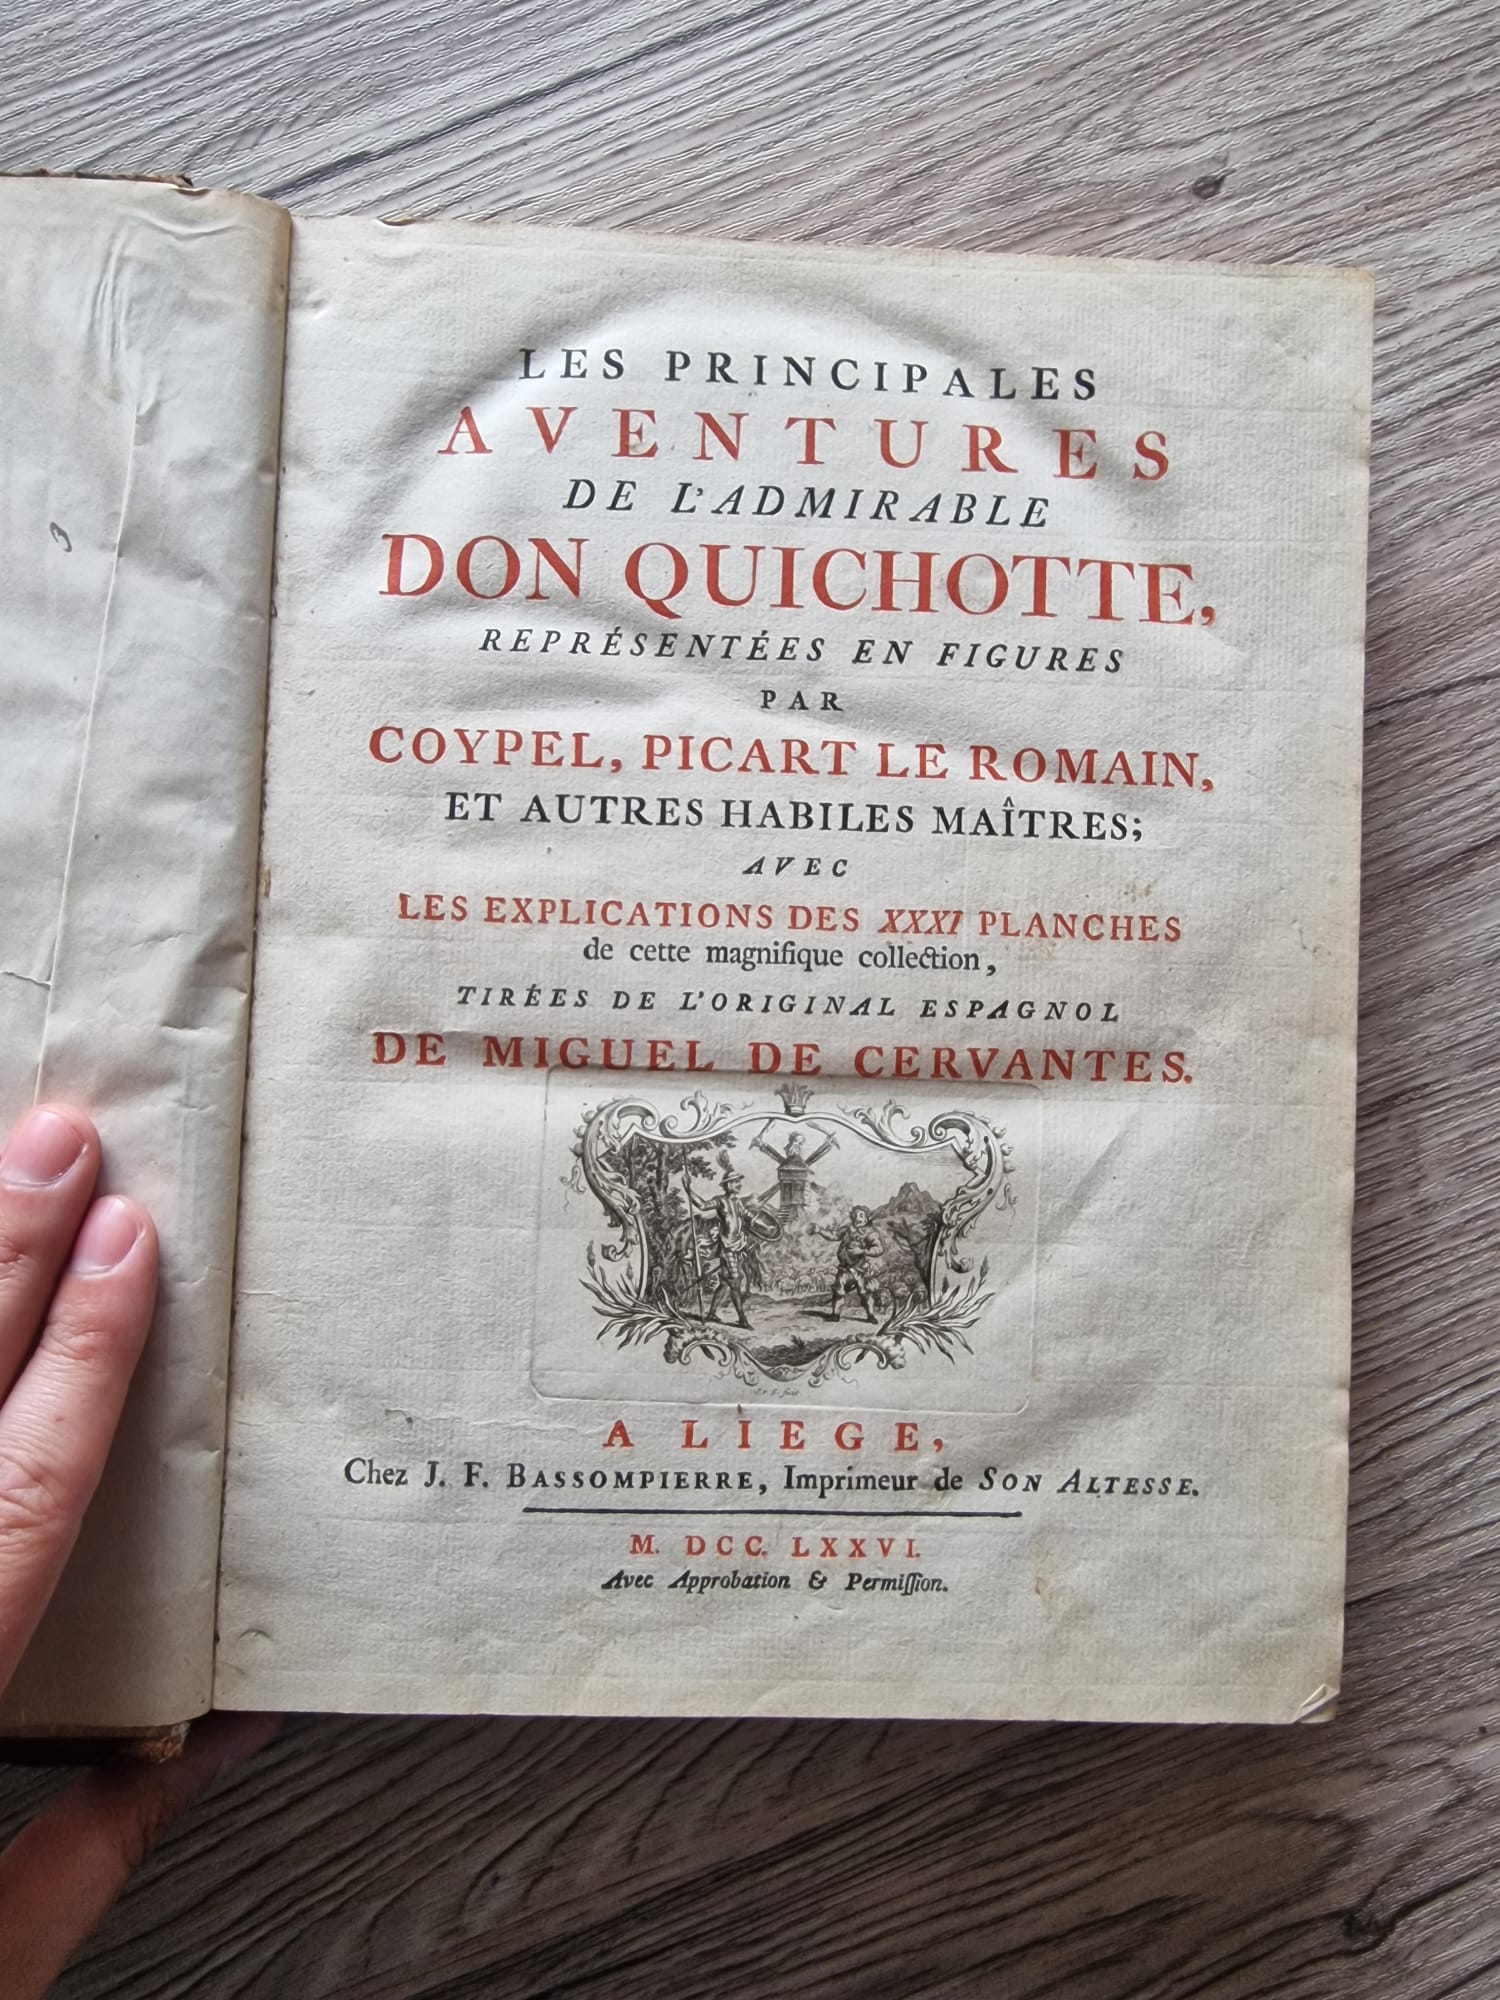 3
LES PRINCIPALES
AVENTURES
DE L'ADMIRABLE
DON QUICHOTTE,
REPRÉSENTÉES EN FIGURES
PAR
COYPEL, PICART LE ROMAIN,
ET AUTRES HABILES MAÎTRES;
AVEC
LES EXPLICATIONS DES XXXI PLANCHES
de cette magnifique collection,
TIRÉES DE L'ORIGINAL ESPAGNOL
DE MIGUEL DE CERVANTES.
A LIEGE,
Chez J. F. BASSOMPIERRE, Imprimeur de SON ALTESSE.
M. DCC. LXXVI.
Avec Approbation & Permiſſion.